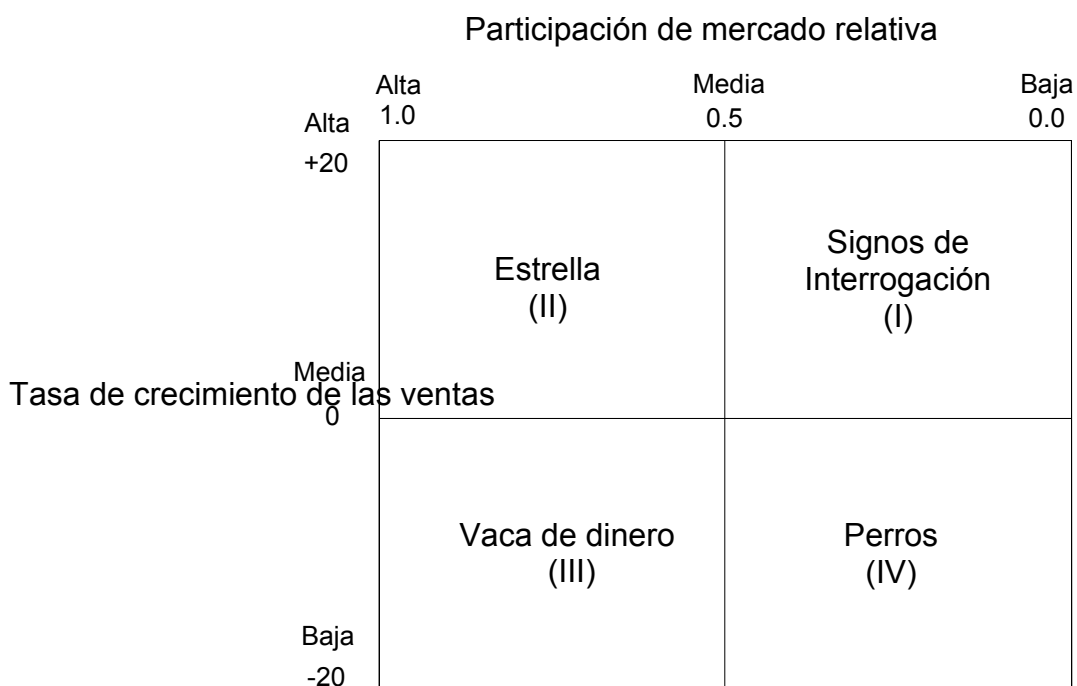 Participación de mercado relativa
Alta
Media
Baja
1.0
0.5
0.0
Alta
+20
Estrella
(II)
Signos de
Interrogación
(I)
Media
Tasa de crecimiento de las ventas
0
Vaca de dinero
(III)
Perros
(IV)
Baja
-20